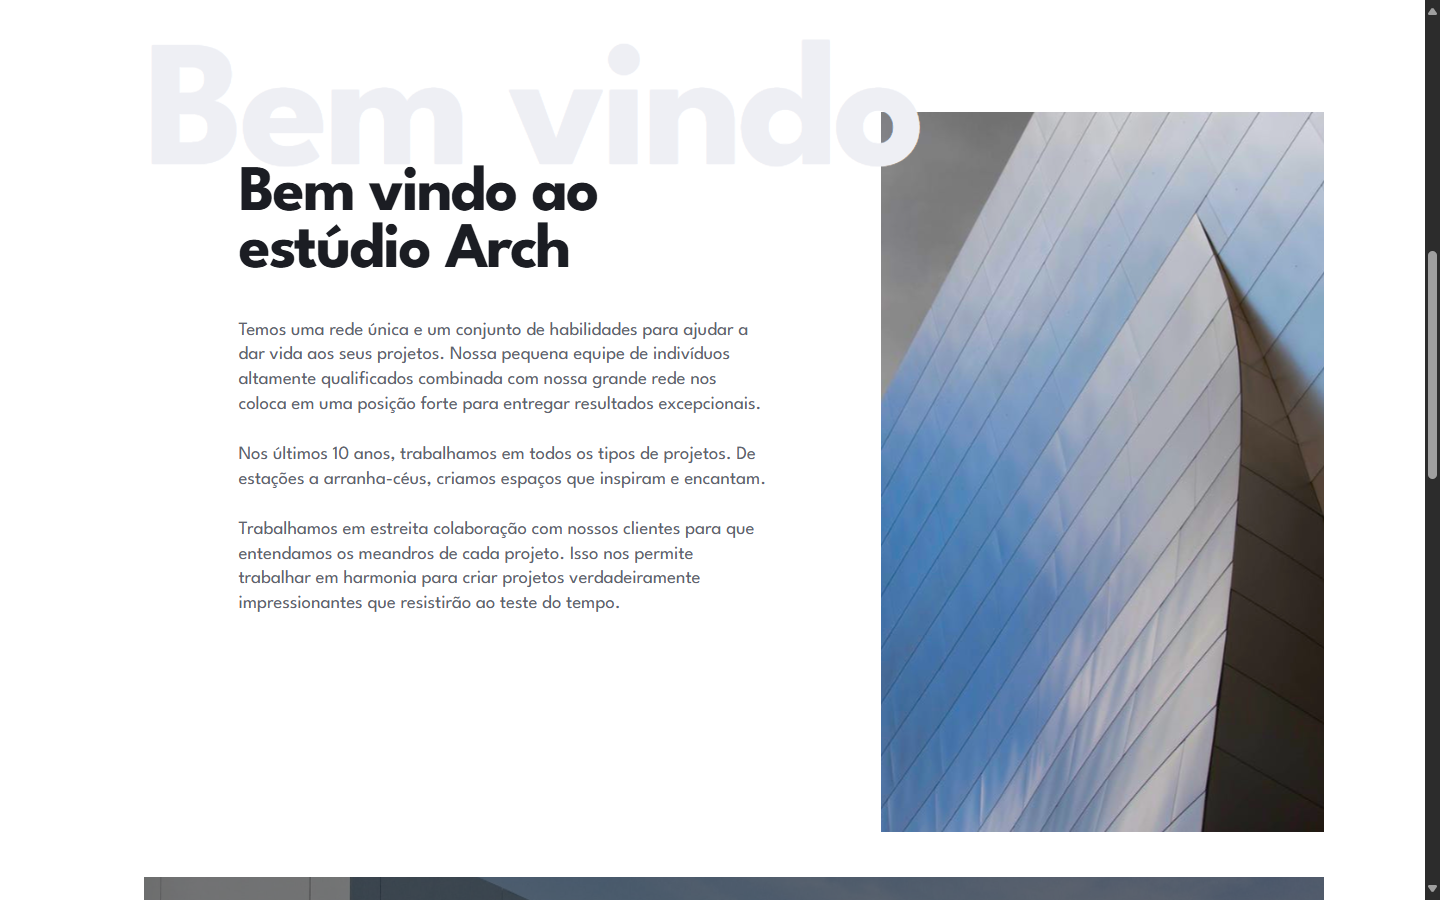 Bem vindo
Bem vindo ao
estúdio Arch
Temos uma rede única e um conjunto de habilidades para ajudar a
dar vida aos seus projetos. Nossa pequena equipe de indivíduos
altamente qualificados combinada com nossa grande rede nos
coloca em uma posição forte para entregar resultados excepcionais.
Nos últimos 10 anos, trabalhamos em todos os tipos de projetos. De
estações a arranha-céus, criamos espaços que inspiram e encantam.
Trabalhamos em estreita colaboração com nossos clientes para que
entendamos os meandros de cada projeto. Isso nos permite
trabalhar em harmonia para criar projetos verdadeiramente
impressionantes que resistirão ao teste do tempo.